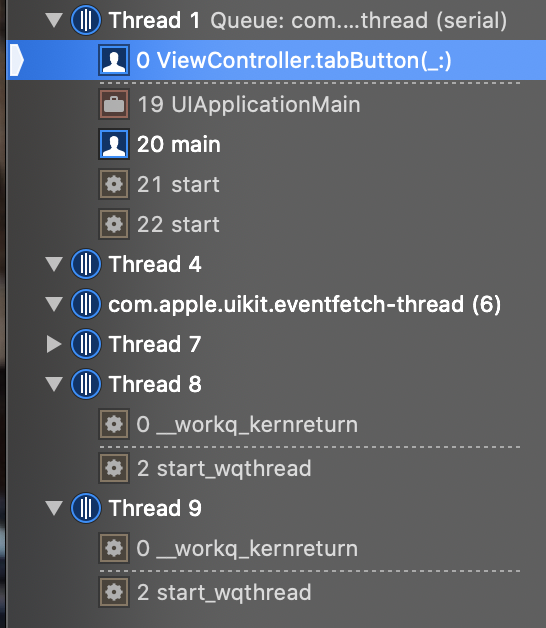 Thread 1 Queue: com....thread (serial)
0 ViewController.tabButton(_:)
19 UIApplicationMain
20 main
21 start
22 start
Thread 4
com.apple.uikit.eventfetch-thread (6)
Thread 7
Thread 8
0 __workq_kernreturn
2 start_wqthread
Thread 9
0 __workq_kernreturn
2 start_wqthread